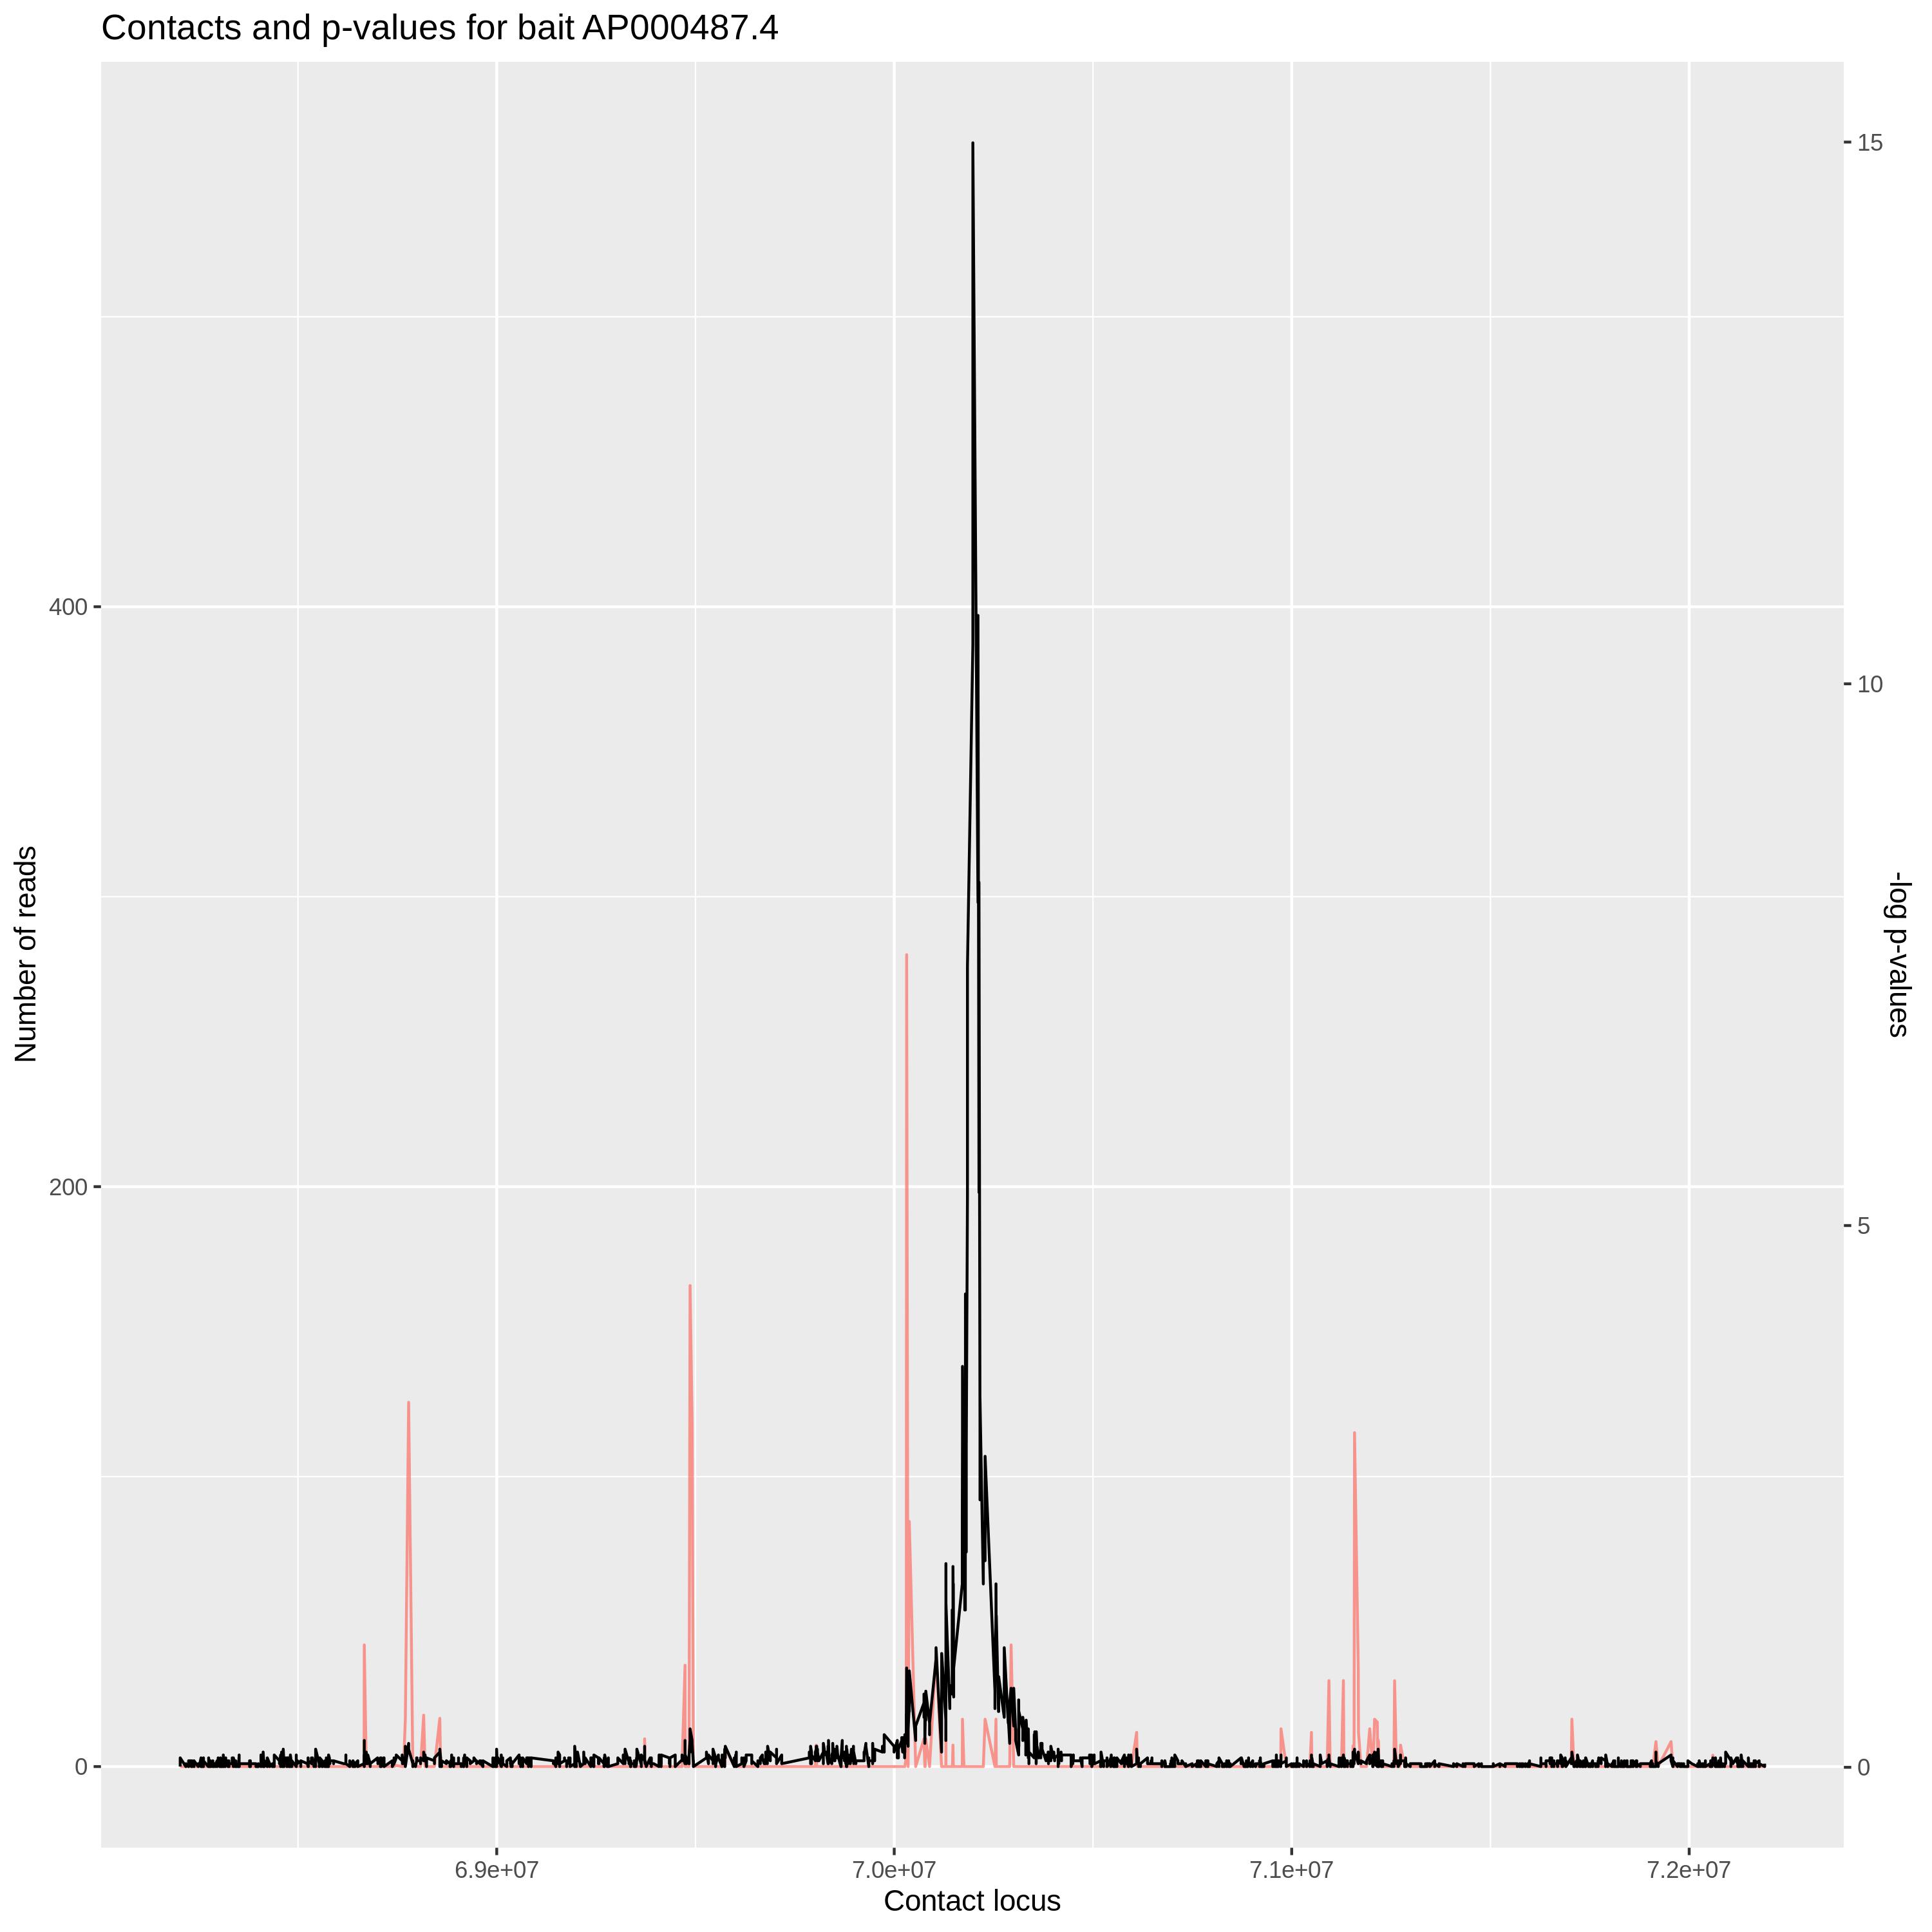 Contacts and p-values for bait AP000487.4
15
400
10
Number of reads
-log p-values
200
5
0
0
6.9e+07
7.0e+07
7.1e+07
7.2e+07
Contact locus